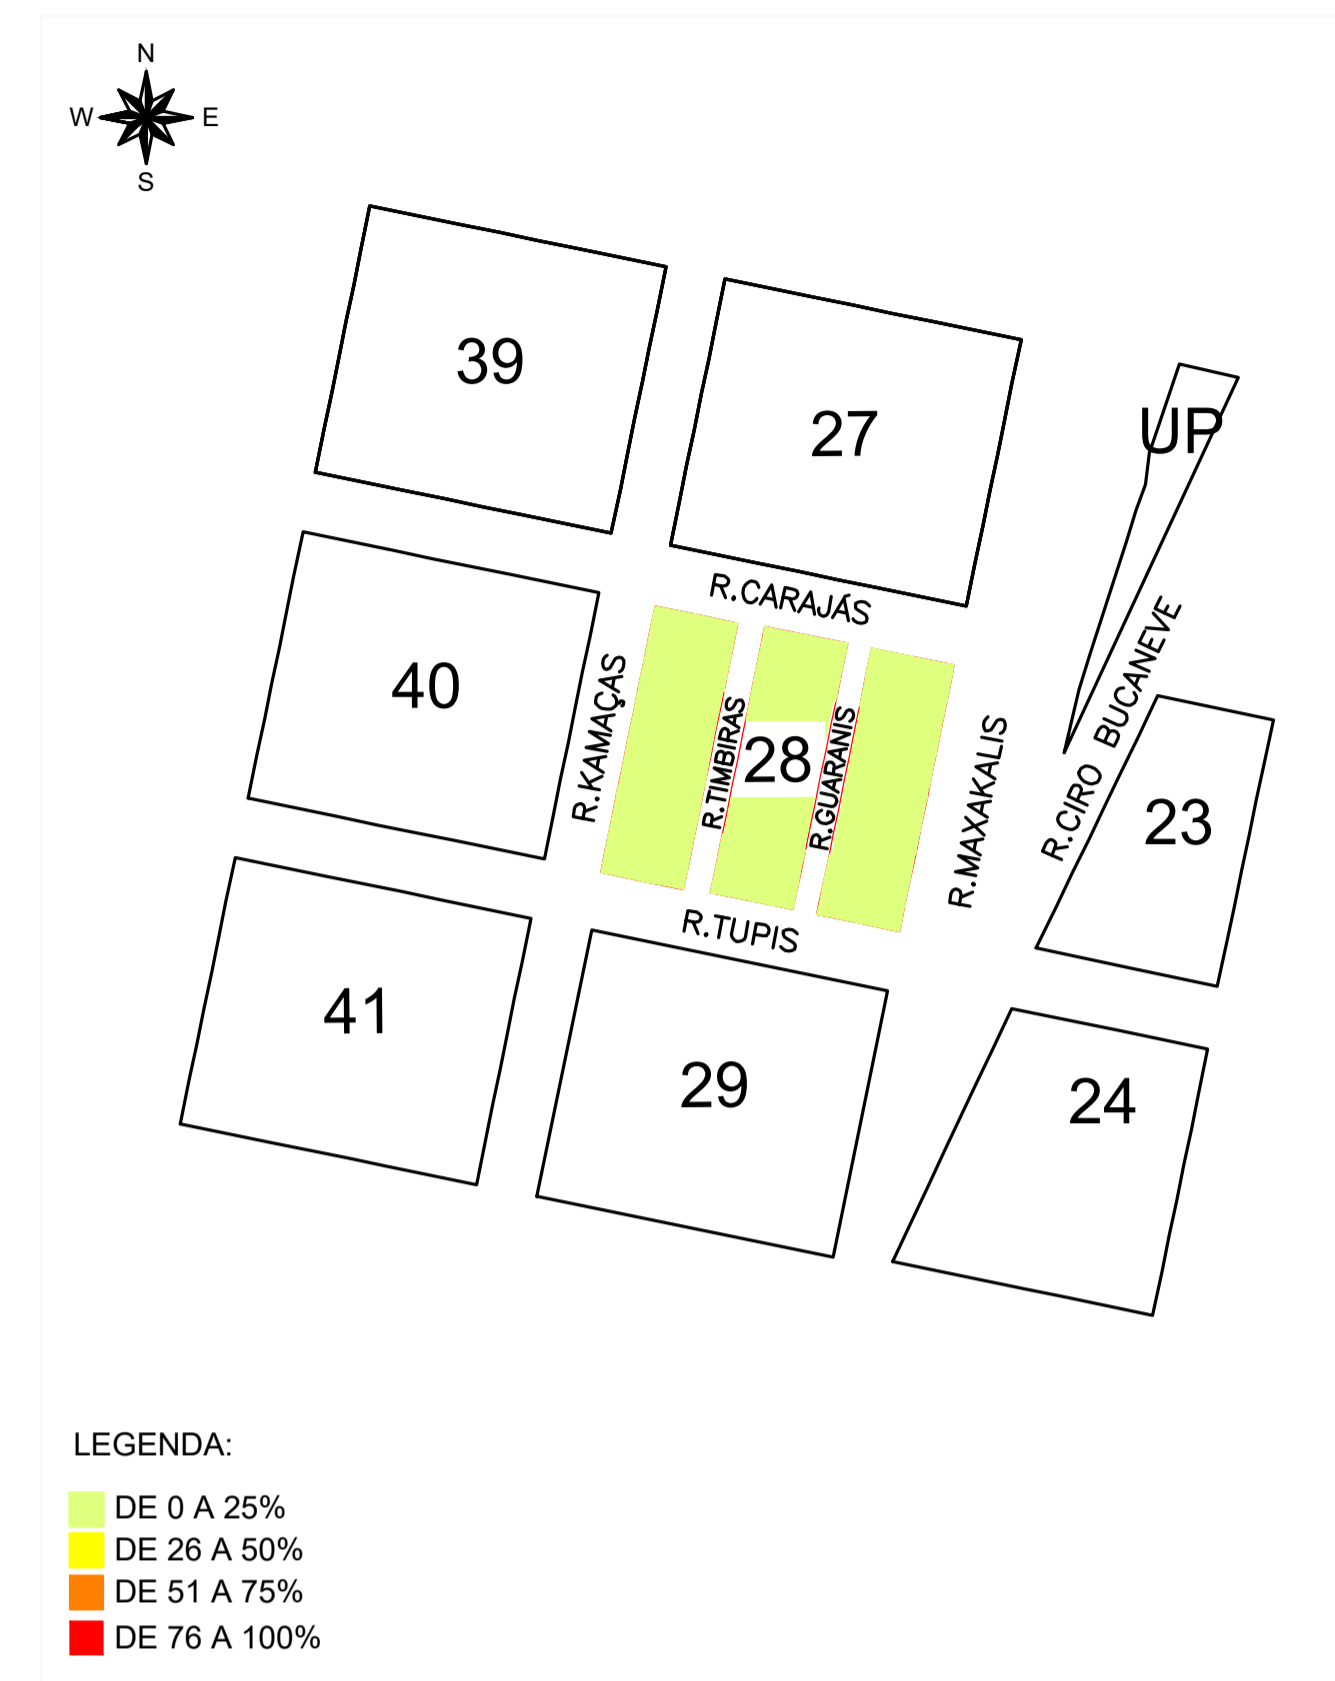 N
W E
S
39
27
UP
R.CARAJÁS
40
R.KAMAÇAS
R.TIMBIRAS
28
R.GUARANIS
R.MAXAKALIS
R.CIRO BUCANEVE
23
R.TUPIS
41
29
24
LEGENDA:
DE 0 A 25%
DE 26 A 50%
DE 51 A 75%
DE 76 A 100%